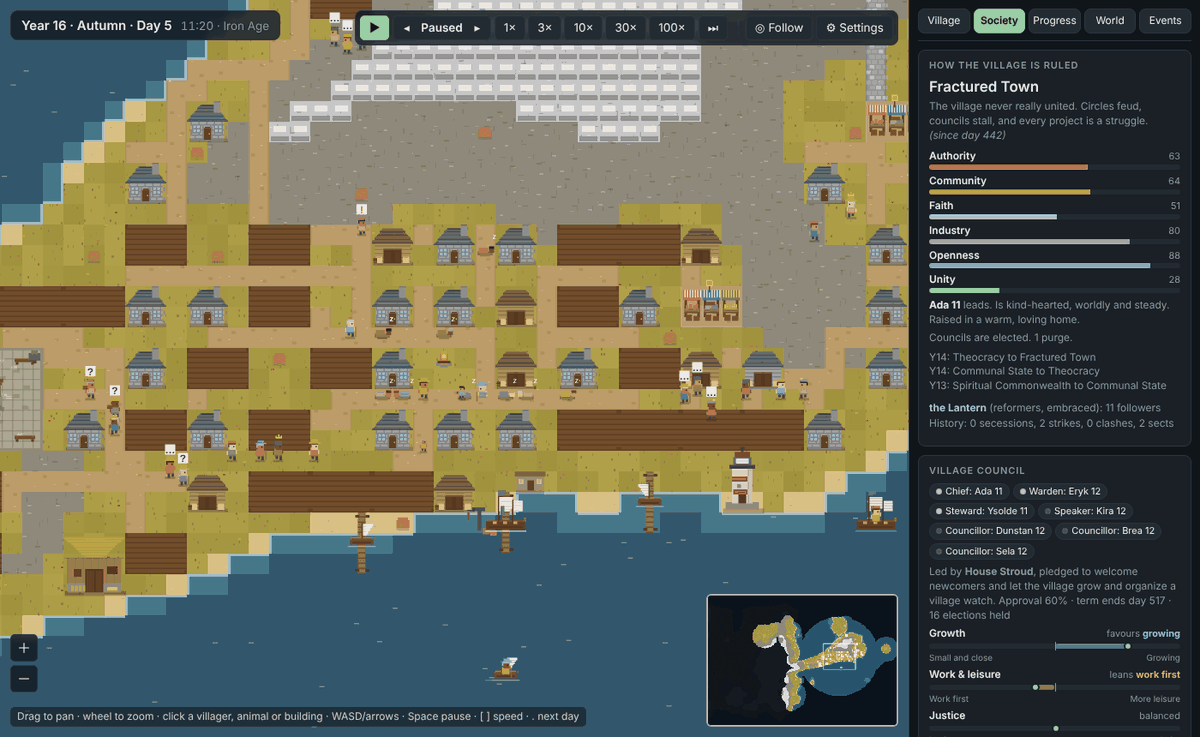 Year 16 · Autumn · Day 5 11:20 · Iron Age
◂ Paused ▸ 1× 3× 10× 30× 100× ⏭ ◎ Follow ⚙ Settings
Village Society Progress World Events
HOW THE VILLAGE IS RULED
Fractured Town
The village never really united. Circles feud,
councils stall, and every project is a struggle.
(since day 442)
Authority 63
Community 64
Faith 51
Industry 80
Openness 88
Unity 28
Ada 11 leads. Is kind-hearted, worldly and steady.
Raised in a warm, loving home.
Councils are elected. 1 purge.
Y14: Theocracy to Fractured Town
Y14: Communal State to Theocracy
Y13: Spiritual Commonwealth to Communal State
the Lantern (reformers, embraced): 11 followers
History: 0 secessions, 2 strikes, 0 clashes, 2 sects
VILLAGE COUNCIL
Chief: Ada 11 Warden: Eryk 12
Steward: Ysolde 11 Speaker: Kira 12
Councillor: Dunstan 12 Councillor: Brea 12
Councillor: Sela 12
Led by House Stroud, pledged to welcome
newcomers and let the village grow and organize a
village watch. Approval 60% · term ends day 517 ·
16 elections held
Growth favours growing
Small and close Growing
Work & leisure leans work first
Work first More leisure
Justice balanced
!
z
z z
? z z z
?
?
+
−
Drag to pan · wheel to zoom · click a villager, animal or building · WASD/arrows · Space pause · [ ] speed · . next day